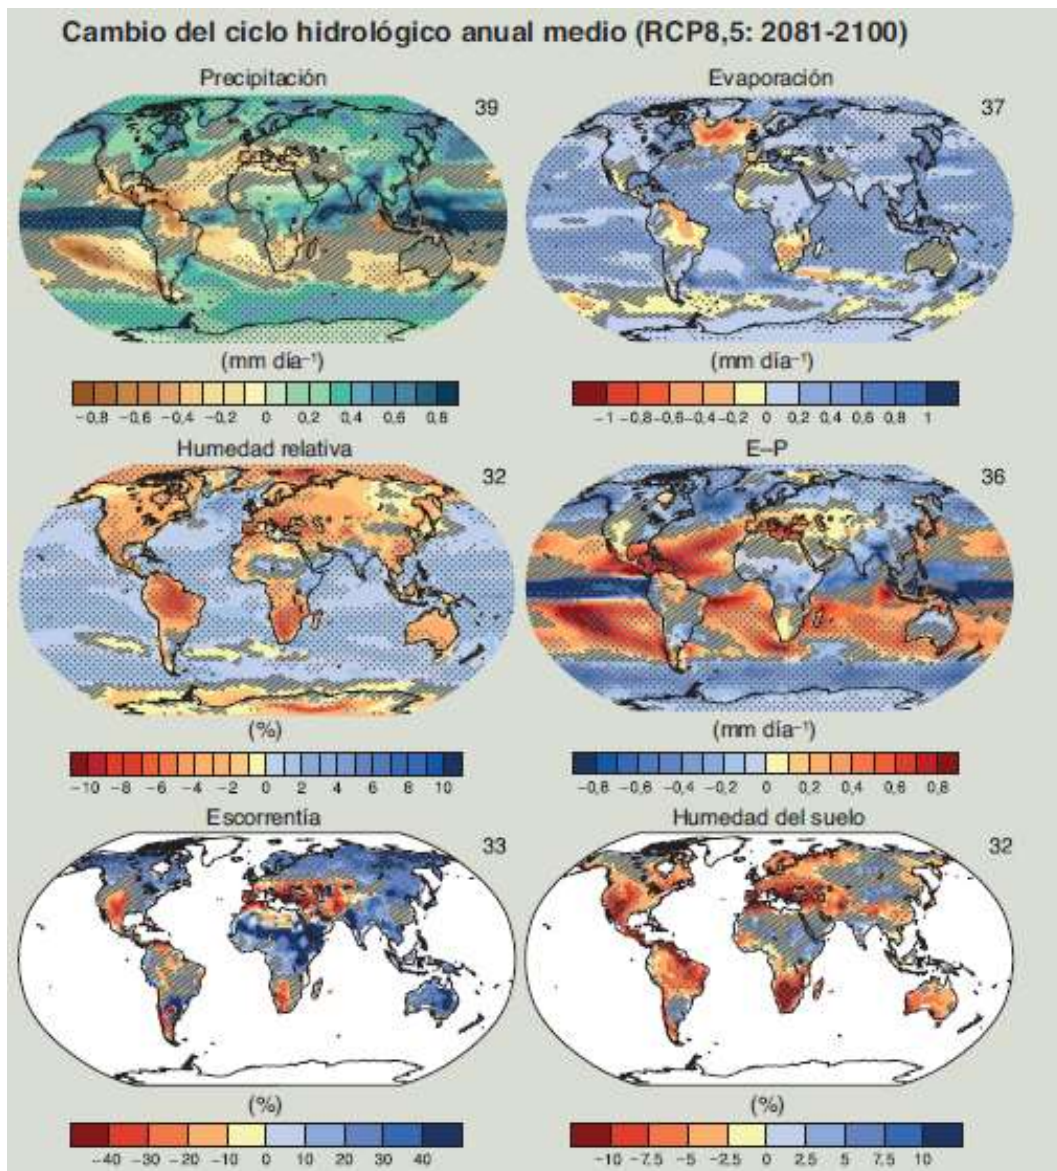 Cambio del ciclo hidrológico anual medio (RCP8,5: 2081-2100)
Precipitación
39
(mm día⁻¹)
−0,8 −0,6 −0,4 −0,2 0 0,2 0,4 0,6 0,8
Evaporación
37
(mm día⁻¹)
−1 −0,8 −0,6 −0,4 −0,2 0 0,2 0,4 0,6 0,8 1
Humedad relativa
32
(%)
−10 −8 −6 −4 −2 0 2 4 6 8 10
E–P
36
(mm día⁻¹)
−0,8 −0,6 −0,4 −0,2 0 0,2 0,4 0,6 0,8
Escorrentía
33
(%)
−40 −30 −20 −10 0 10 20 30 40
Humedad del suelo
32
(%)
−10 −7,5 −5 −2,5 0 2,5 5 7,5 10